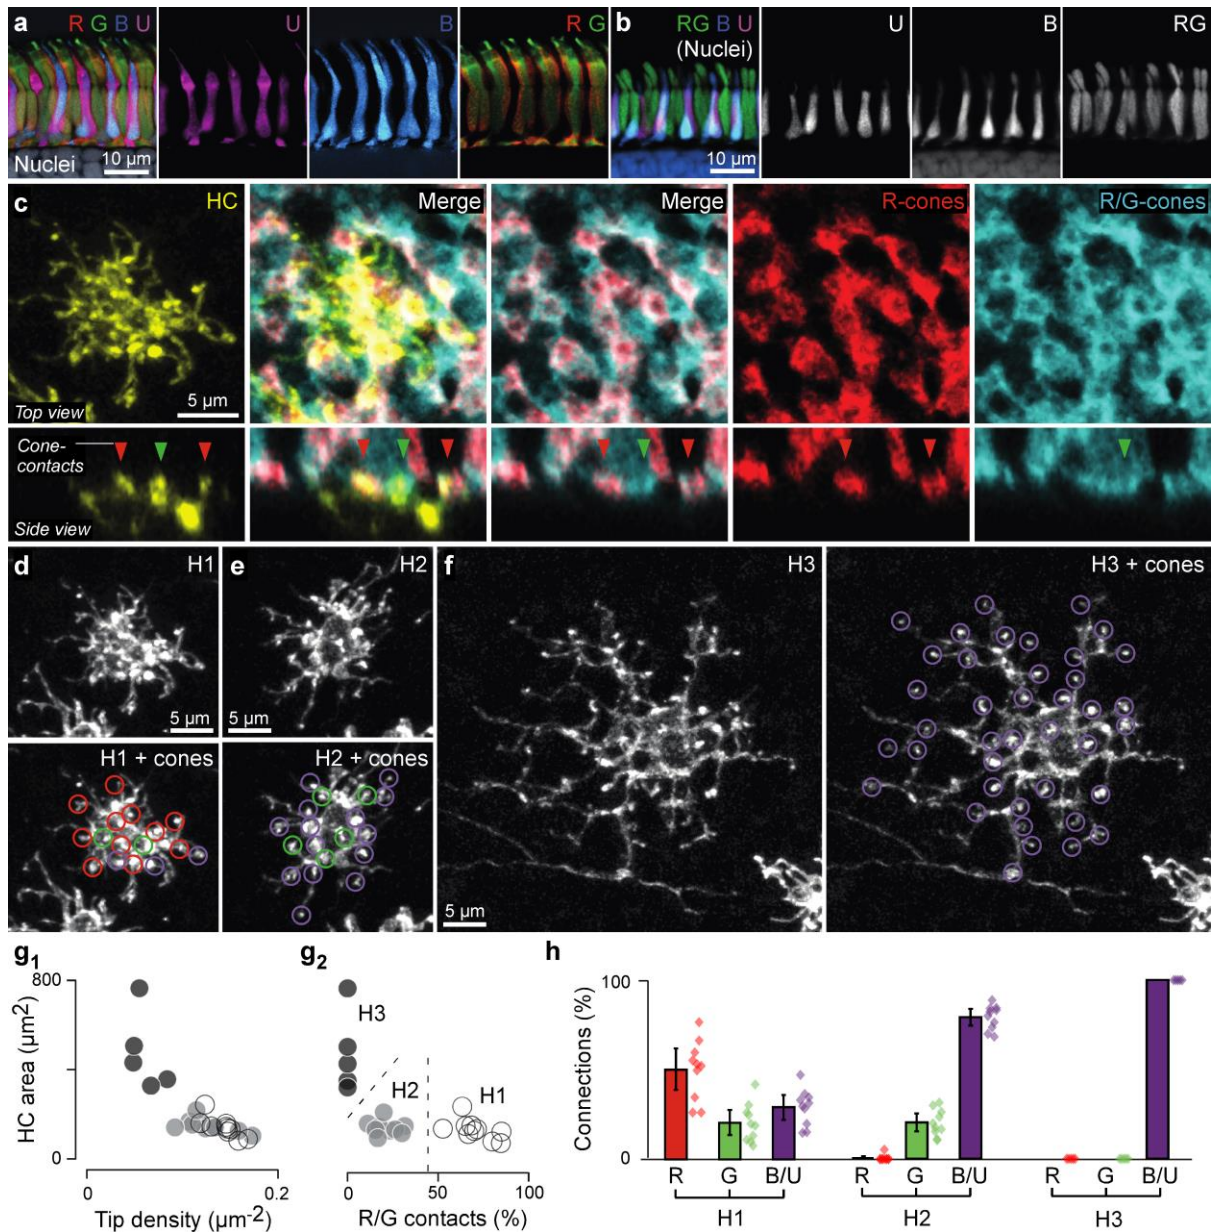 a
R G B U
U
B
R G
Nuclei
10 µm
b
RG B U
(Nuclei)
U
B
RG
10 µm
c
HC
Merge
Merge
R-cones
R/G-cones
Top view
5 µm
Cone-
contacts
Side view
d
H1
e
H2
f
H3
H3 + cones
5 µm
5 µm
H1 + cones
H2 + cones
5 µm
g1
800
HC area (µm²)
0
0
0.2
Tip density (µm-2)
g2
H3
H2
H1
0
50
100
R/G contacts (%)
h
100
Connections (%)
0
R
G
B/U
R
G
B/U
R
G
B/U
H1
H2
H3